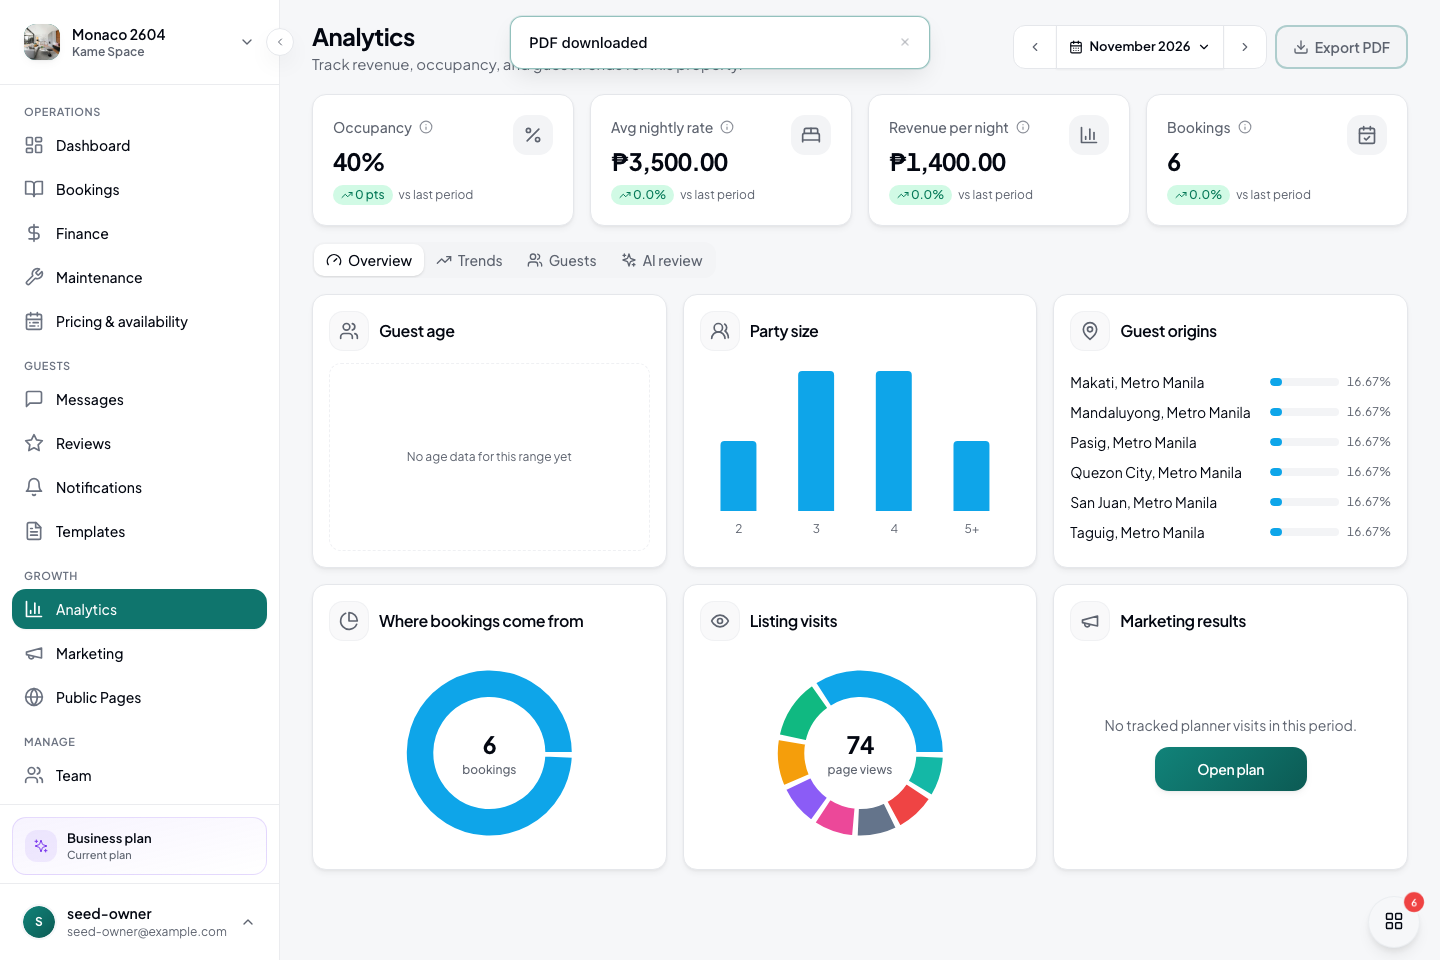 Monaco 2604
Kame Space
OPERATIONS
Dashboard
Bookings
Finance
Maintenance
Pricing & availability
GUESTS
Messages
Reviews
Notifications
Templates
GROWTH
Analytics
Marketing
Public Pages
MANAGE
Team
Business plan
Current plan
S
seed-owner
seed-owner@example.com
Analytics
PDF downloaded
November 2026
Export PDF
Track revenue, occupancy, and guest trends for this property.
Occupancy
40%
0 pts vs last period
Avg nightly rate
₱3,500.00
0.0% vs last period
Revenue per night
₱1,400.00
0.0% vs last period
Bookings
6
0.0% vs last period
Overview
Trends
Guests
AI review
Guest age
No age data for this range yet
Party size
2 3 4 5+
Guest origins
Makati, Metro Manila 16.67%
Mandaluyong, Metro Manila 16.67%
Pasig, Metro Manila 16.67%
Quezon City, Metro Manila 16.67%
San Juan, Metro Manila 16.67%
Taguig, Metro Manila 16.67%
Where bookings come from
6
bookings
Listing visits
74
page views
Marketing results
No tracked planner visits in this period.
Open plan
6